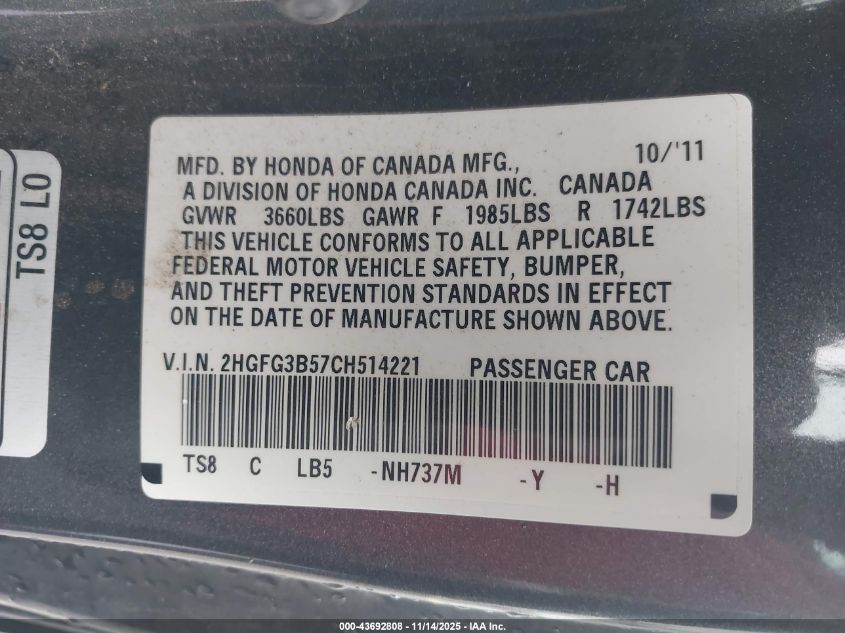 TS8 LO
MFD. BY HONDA OF CANADA MFG., 10/'11
A DIVISION OF HONDA CANADA INC. CANADA
GVWR 3660LBS GAWR F 1985LBS R 1742LBS
THIS VEHICLE CONFORMS TO ALL APPLICABLE
FEDERAL MOTOR VEHICLE SAFETY, BUMPER,
AND THEFT PREVENTION STANDARDS IN EFFECT
ON THE DATE OF MANUFACTURE SHOWN ABOVE.
V.I.N. 2HGFG3B57CH514221 PASSENGER CAR
TS8 C LB5 -NH737M -Y -H
000-43692808 - 11/14/2025 - IAA Inc.